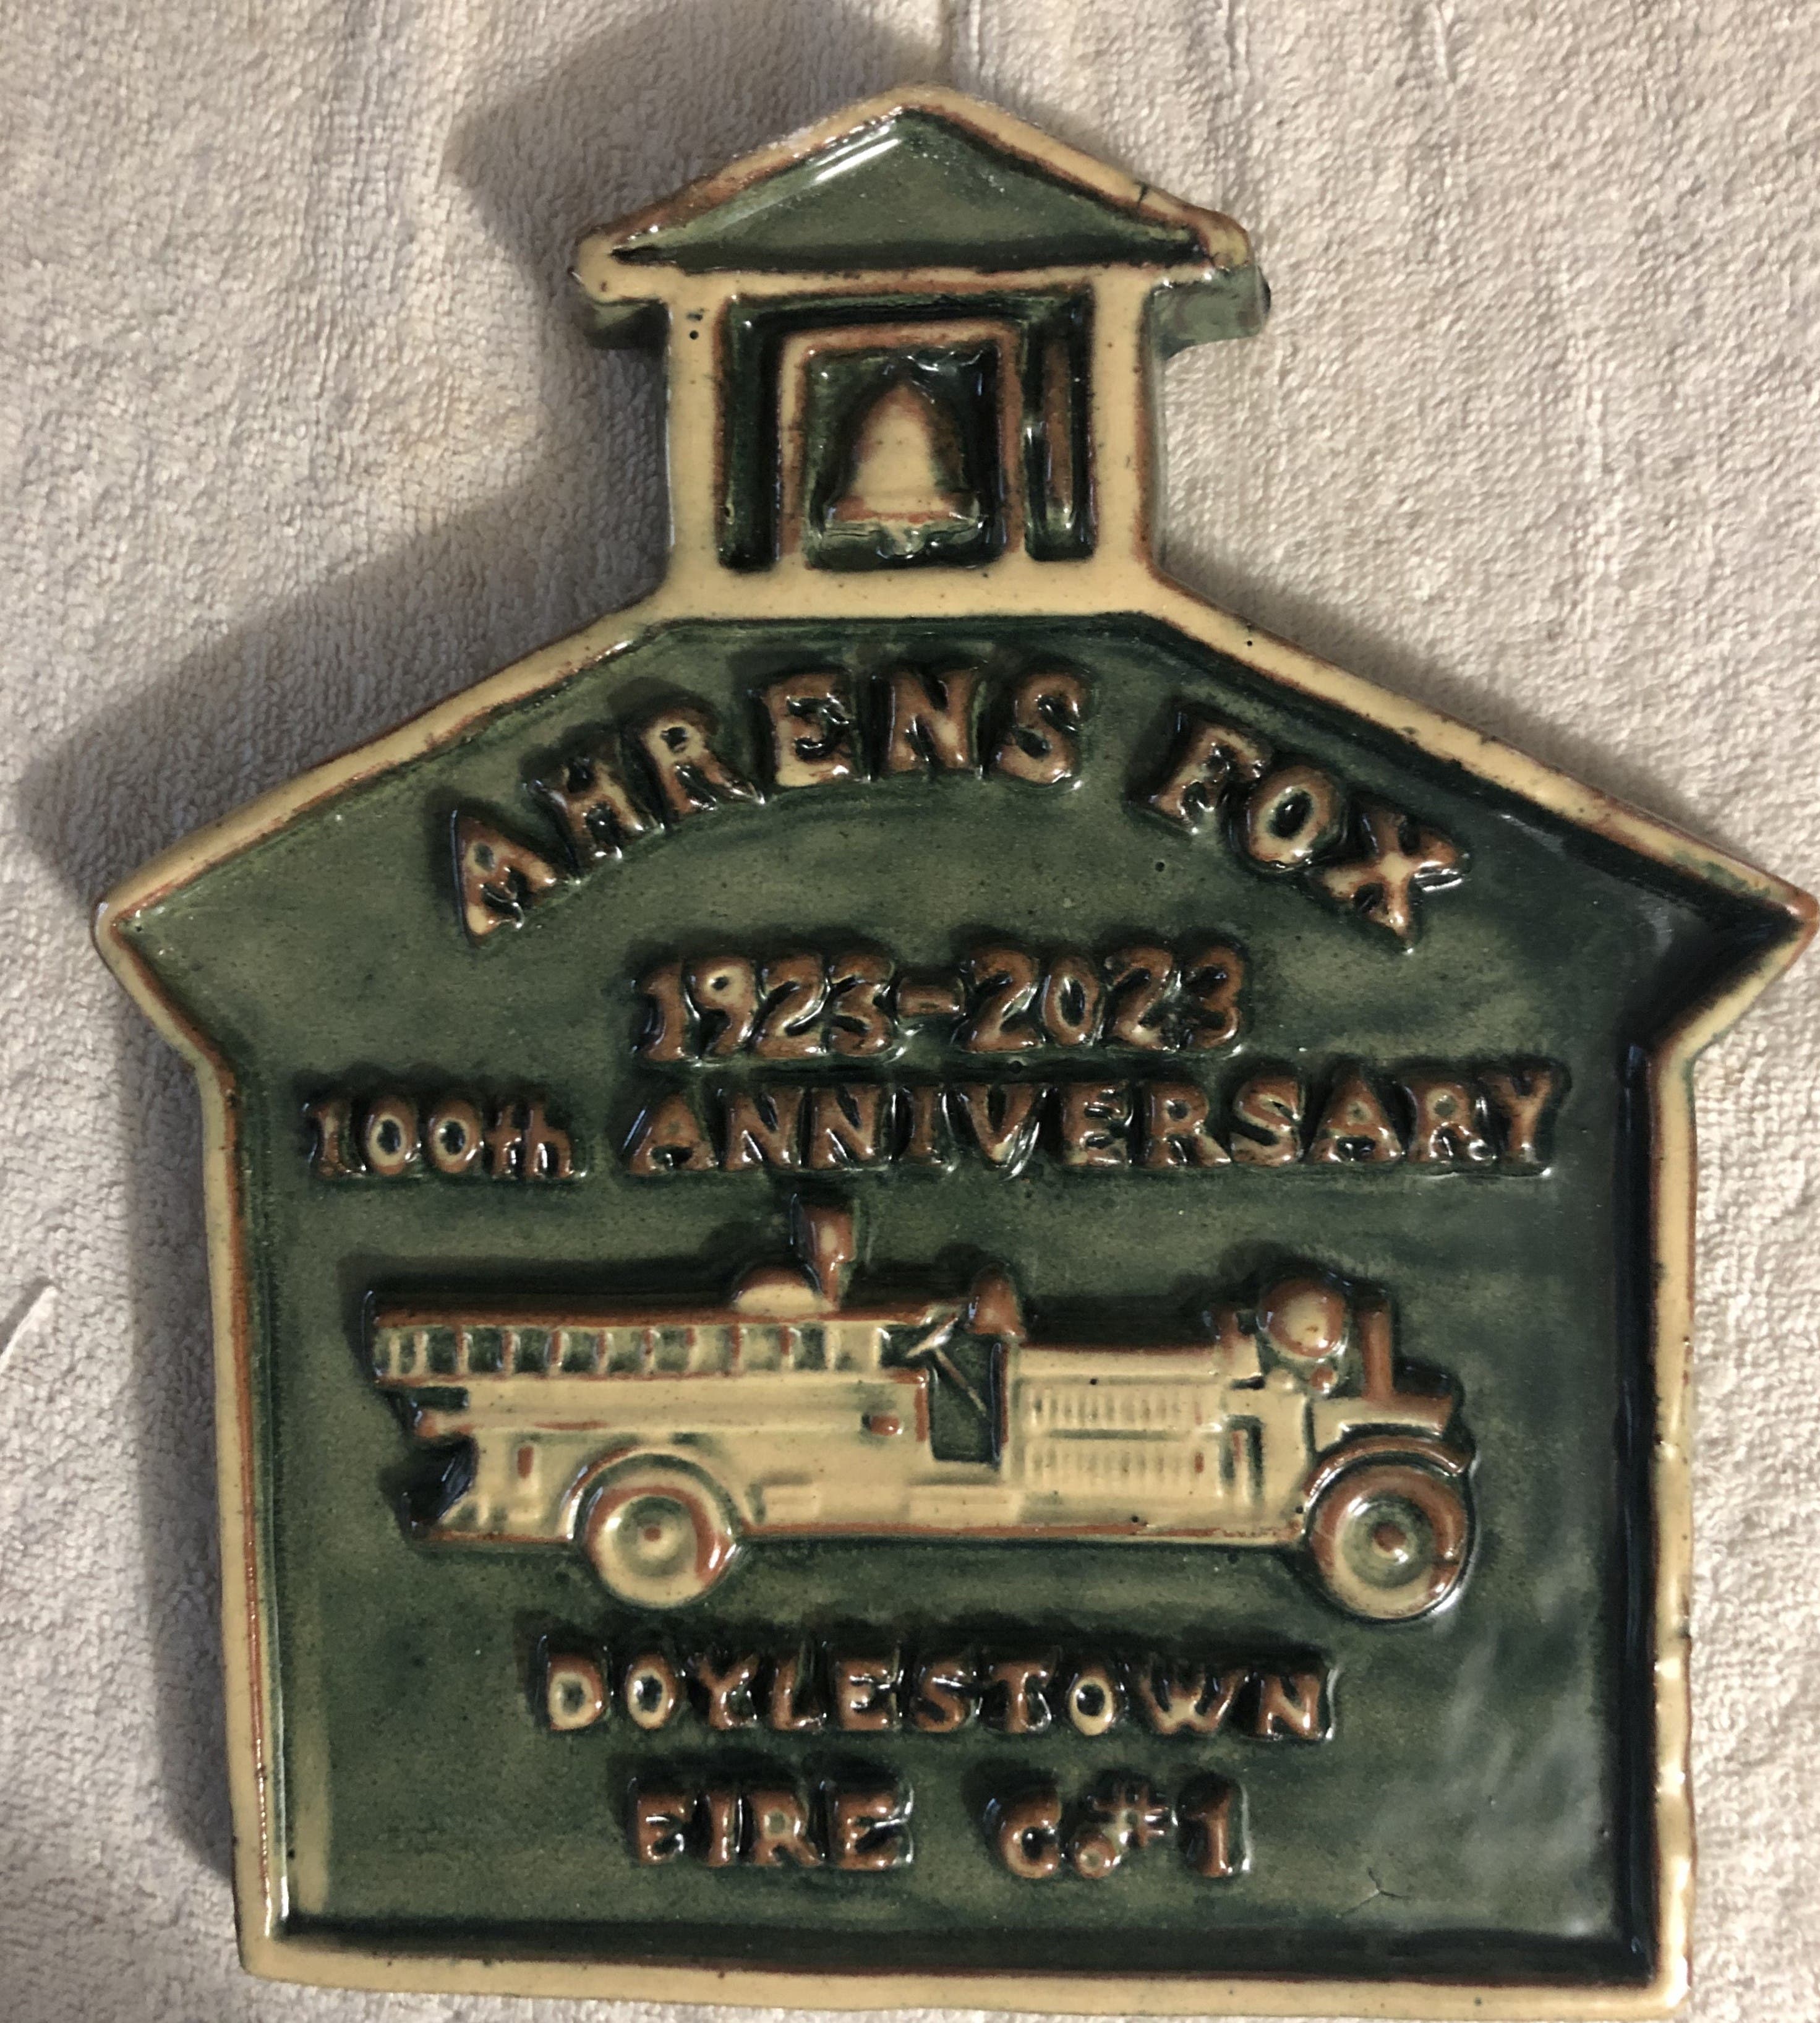 AHRENS FOX
1923-2023
100th ANNIVERSARY
DOYLESTOWN
FIRE Co#1